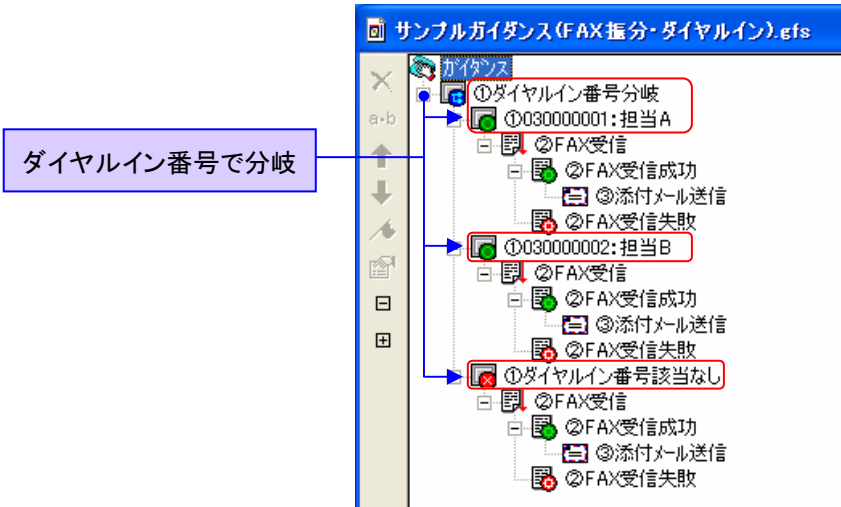 サンプルガイダンス(FAX振分・ダイヤルイン).gfs
ガイダンス
①ダイヤルイン番号分岐
①030000001:担当A
②FAX受信
②FAX受信成功
③添付メール送信
②FAX受信失敗
①030000002:担当B
②FAX受信
②FAX受信成功
③添付メール送信
②FAX受信失敗
①ダイヤルイン番号該当なし
②FAX受信
②FAX受信成功
③添付メール送信
②FAX受信失敗
a・b
ダイヤルイン番号で分岐